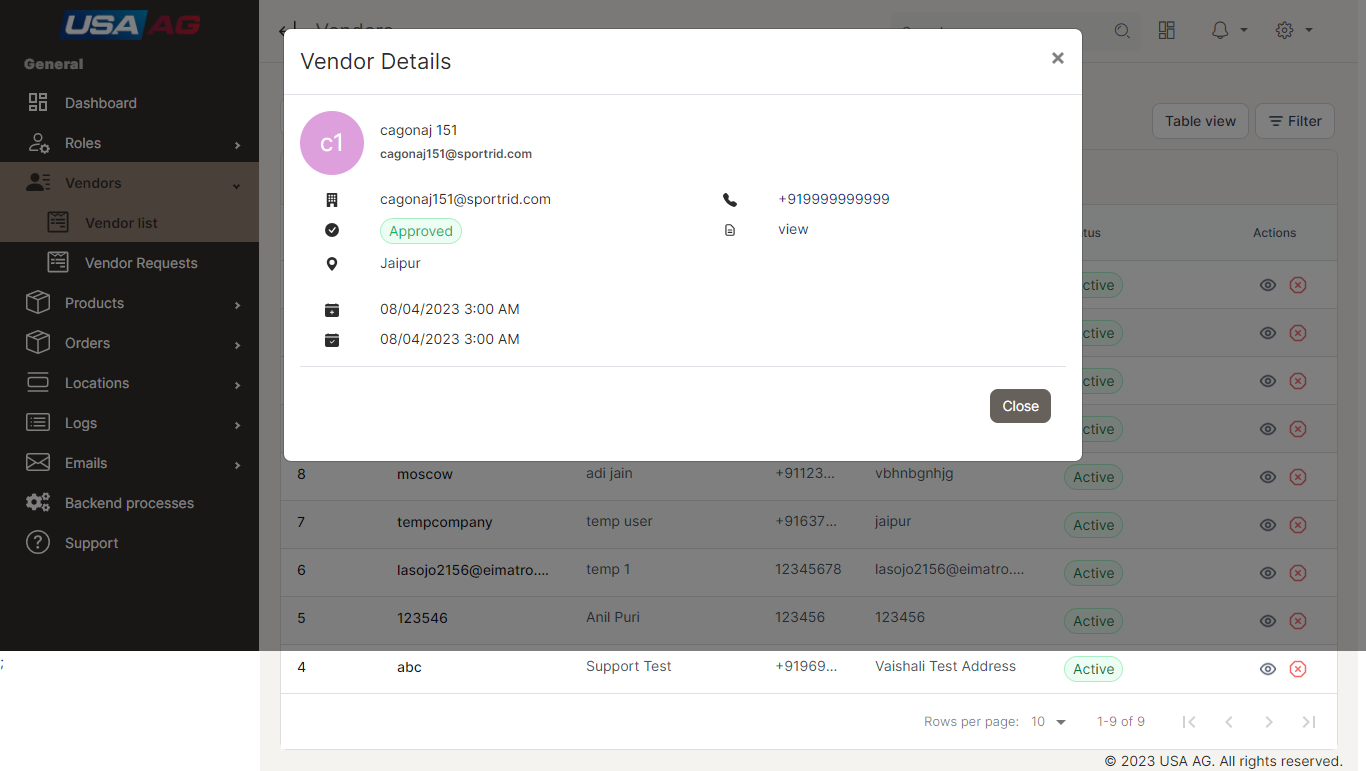 USA AG
General
Dashboard
Roles
Vendors
Vendor list
Vendor Requests
Products
Orders
Locations
Logs
Emails
Backend processes
Support
;
Vendors
Vendor Details
×
c1
cagonaj 151
cagonaj151@sportrid.com
cagonaj151@sportrid.com
+919999999999
Approved
view
Jaipur
08/04/2023 3:00 AM
08/04/2023 3:00 AM
Close
Table view
Filter
Actions
8 moscow adi jain +91123... vbhnbgnhjg Active
7 tempcompany temp user +91637... jaipur Active
6 lasojo2156@eimatro.... temp 1 12345678 lasojo2156@eimatro.... Active
5 123546 Anil Puri 123456 123456 Active
4 abc Support Test +91969... Vaishali Test Address Active
Rows per page: 10 1-9 of 9
© 2023 USA AG. All rights reserved.